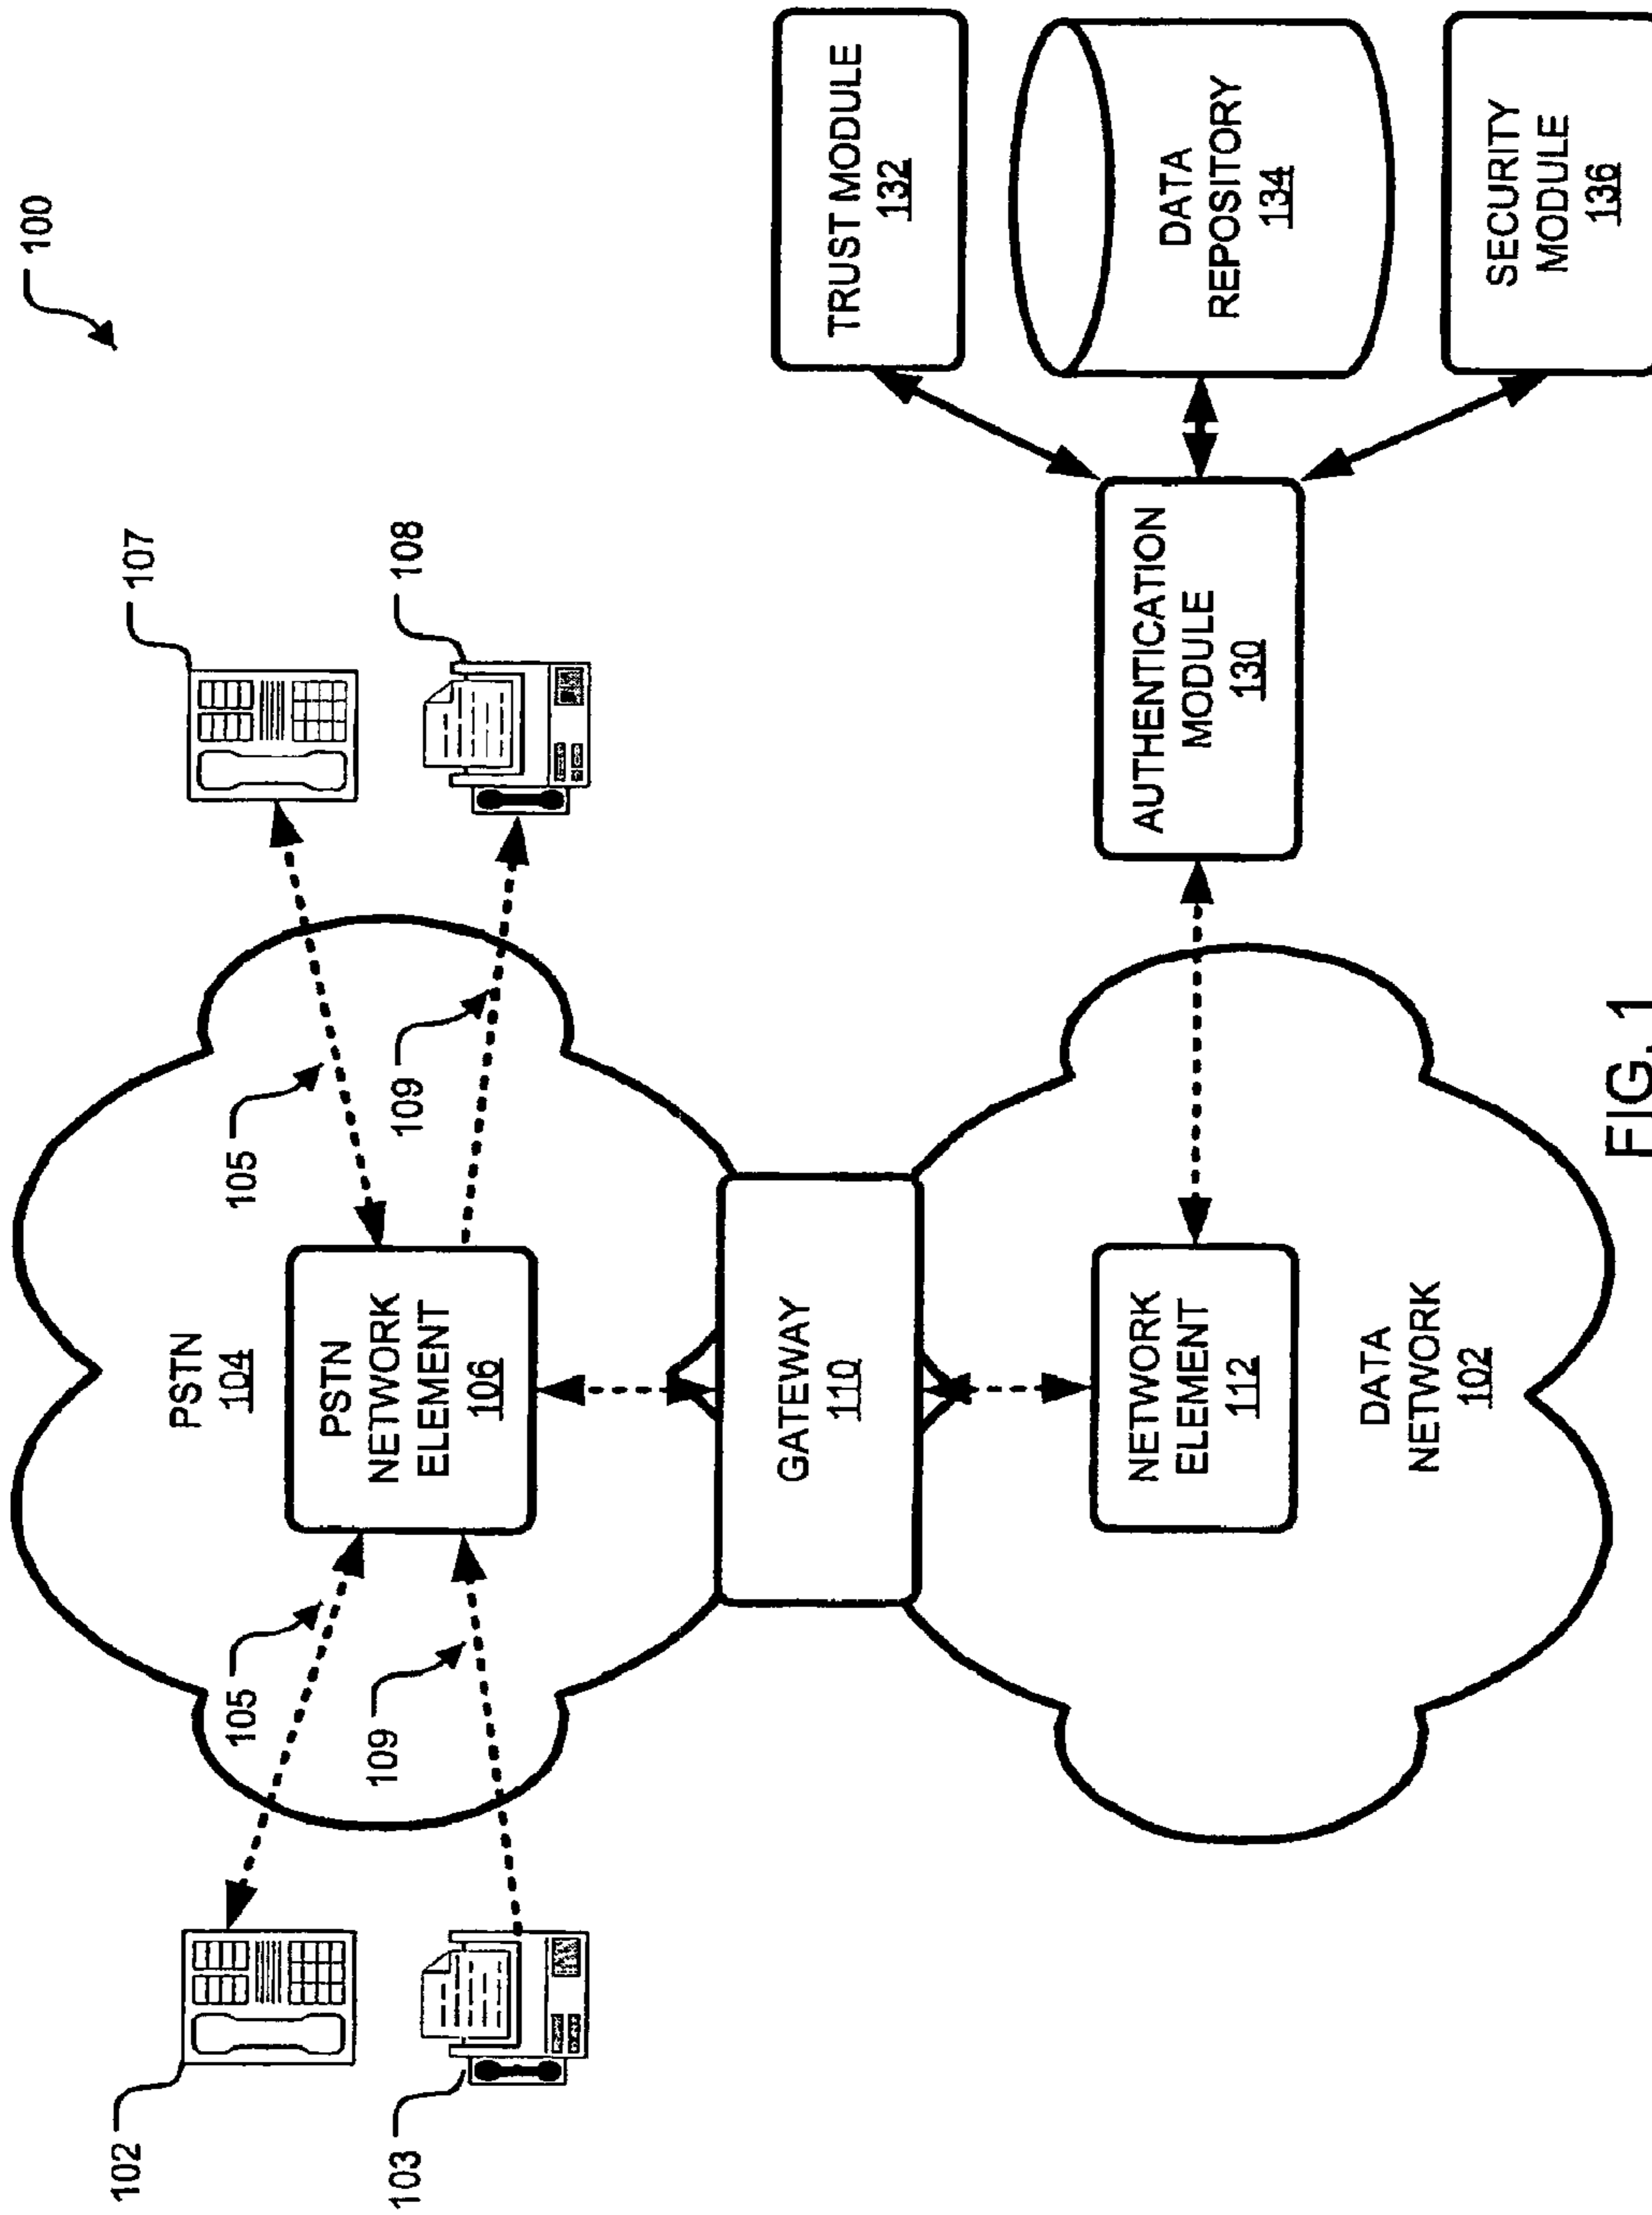 100
107
108
102
103
105
105
109
109
PSTN
104
PSTN
NETWORK
ELEMENT
106
GATEWAY
110
NETWORK
ELEMENT
112
DATA
NETWORK
102
AUTHENTICATION
MODULE
130
TRUST MODULE
132
DATA
REPOSITORY
134
SECURITY
MODULE
136
FIG. 1